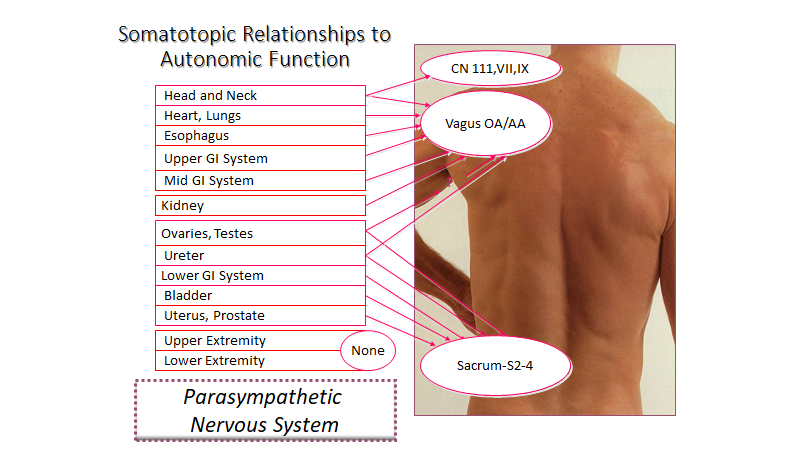 Somatotopic Relationships to
Autonomic Function
CN 111,VII,IX
Head and Neck
Heart, Lungs
Esophagus
Upper GI System
Mid GI System
Vagus OA/AA
Kidney
Ovaries, Testes
Ureter
Lower GI System
Bladder
Uterus, Prostate
Upper Extremity
Lower Extremity
None
Sacrum-S2-4
Parasympathetic
Nervous System